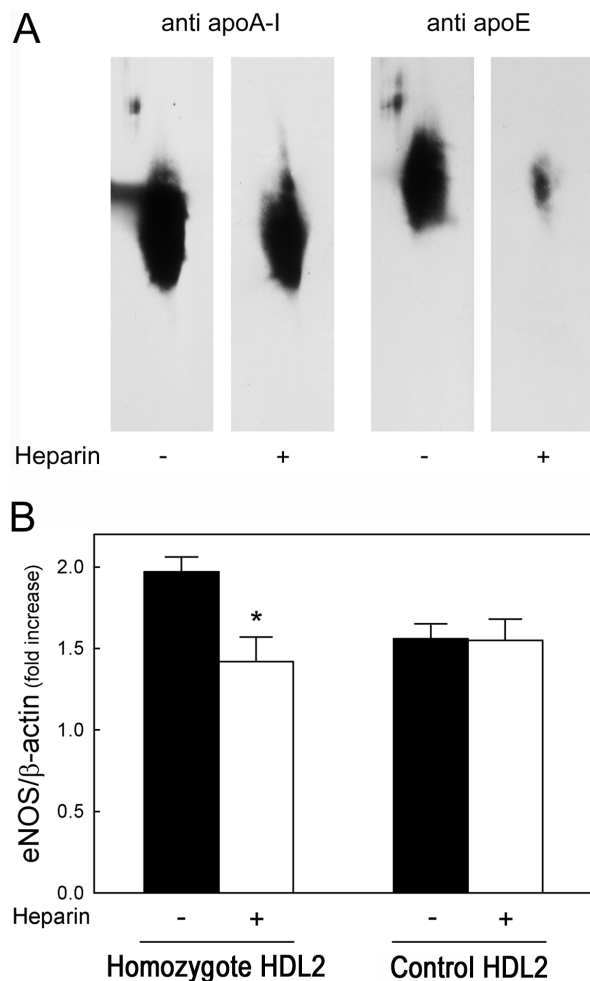 A
anti apoA-I anti apoE
Heparin - + - +
B
eNOS/β-actin (fold increase)
2.0
*
1.5
1.0
0.5
0.0
Heparin - + - +
Homozygote HDL2 Control HDL2